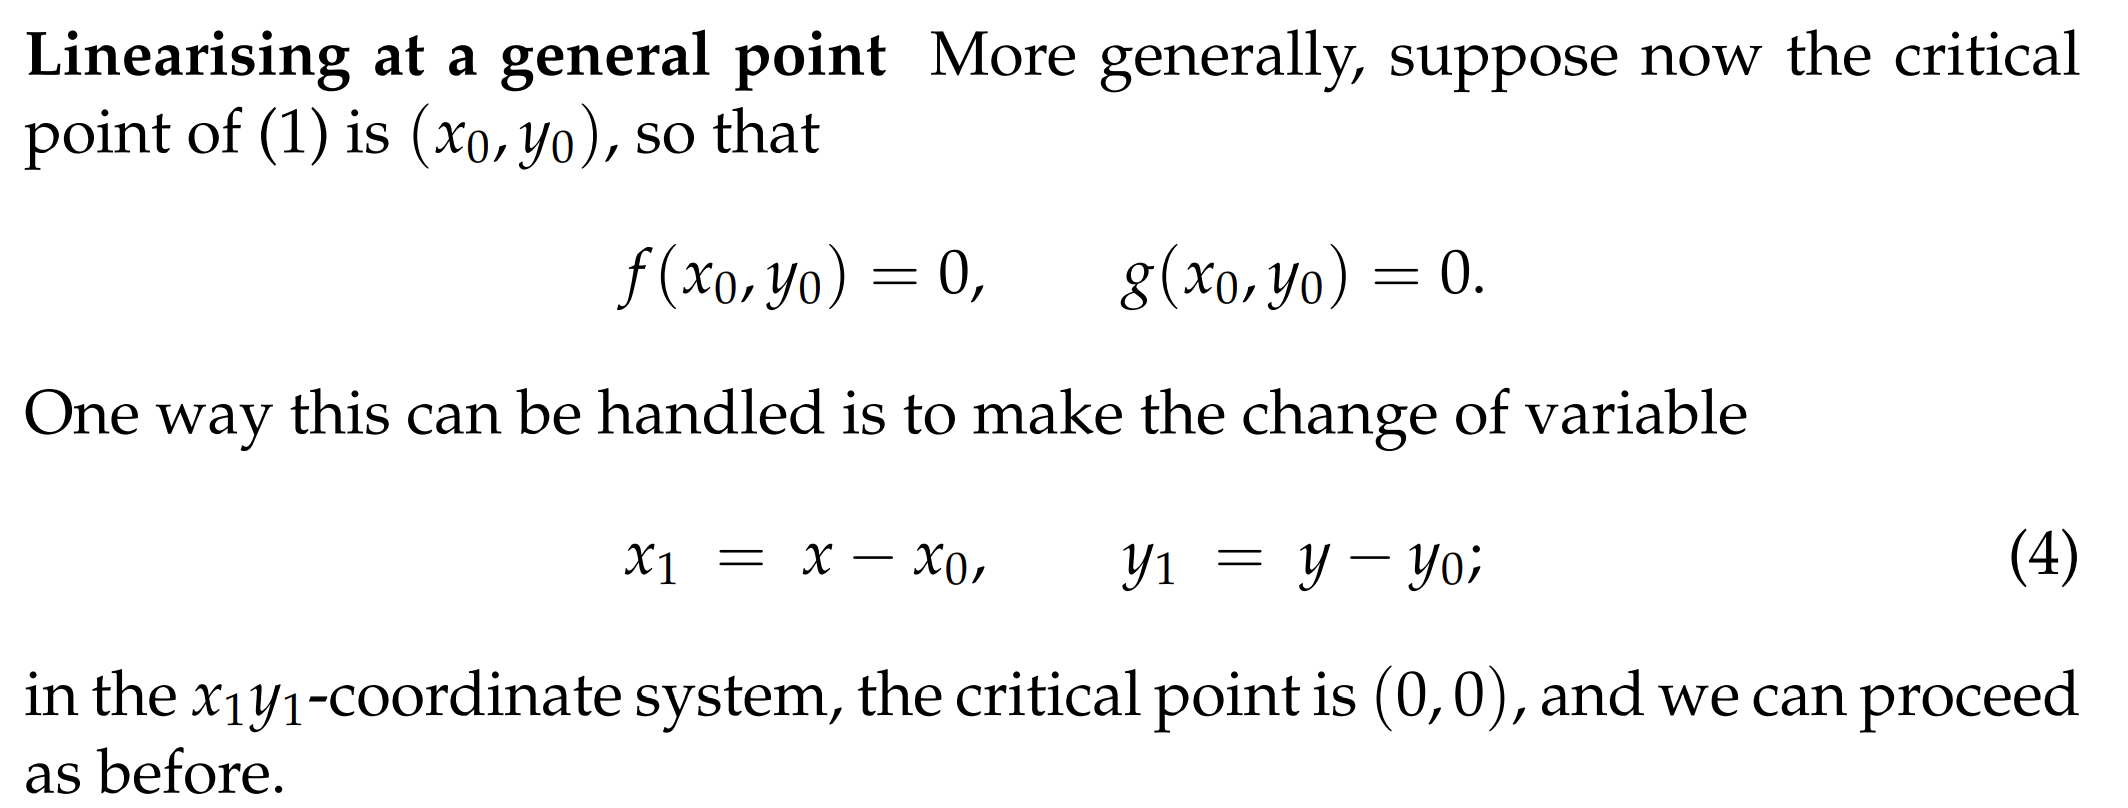 Linearising at a general point More generally, suppose now the critical
point of (1) is (x₀, y₀), so that
f(x₀, y₀) = 0, g(x₀, y₀) = 0.
One way this can be handled is to make the change of variable
x₁ = x − x₀, y₁ = y − y₀; (4)
in the x₁y₁-coordinate system, the critical point is (0, 0), and we can proceed
as before.